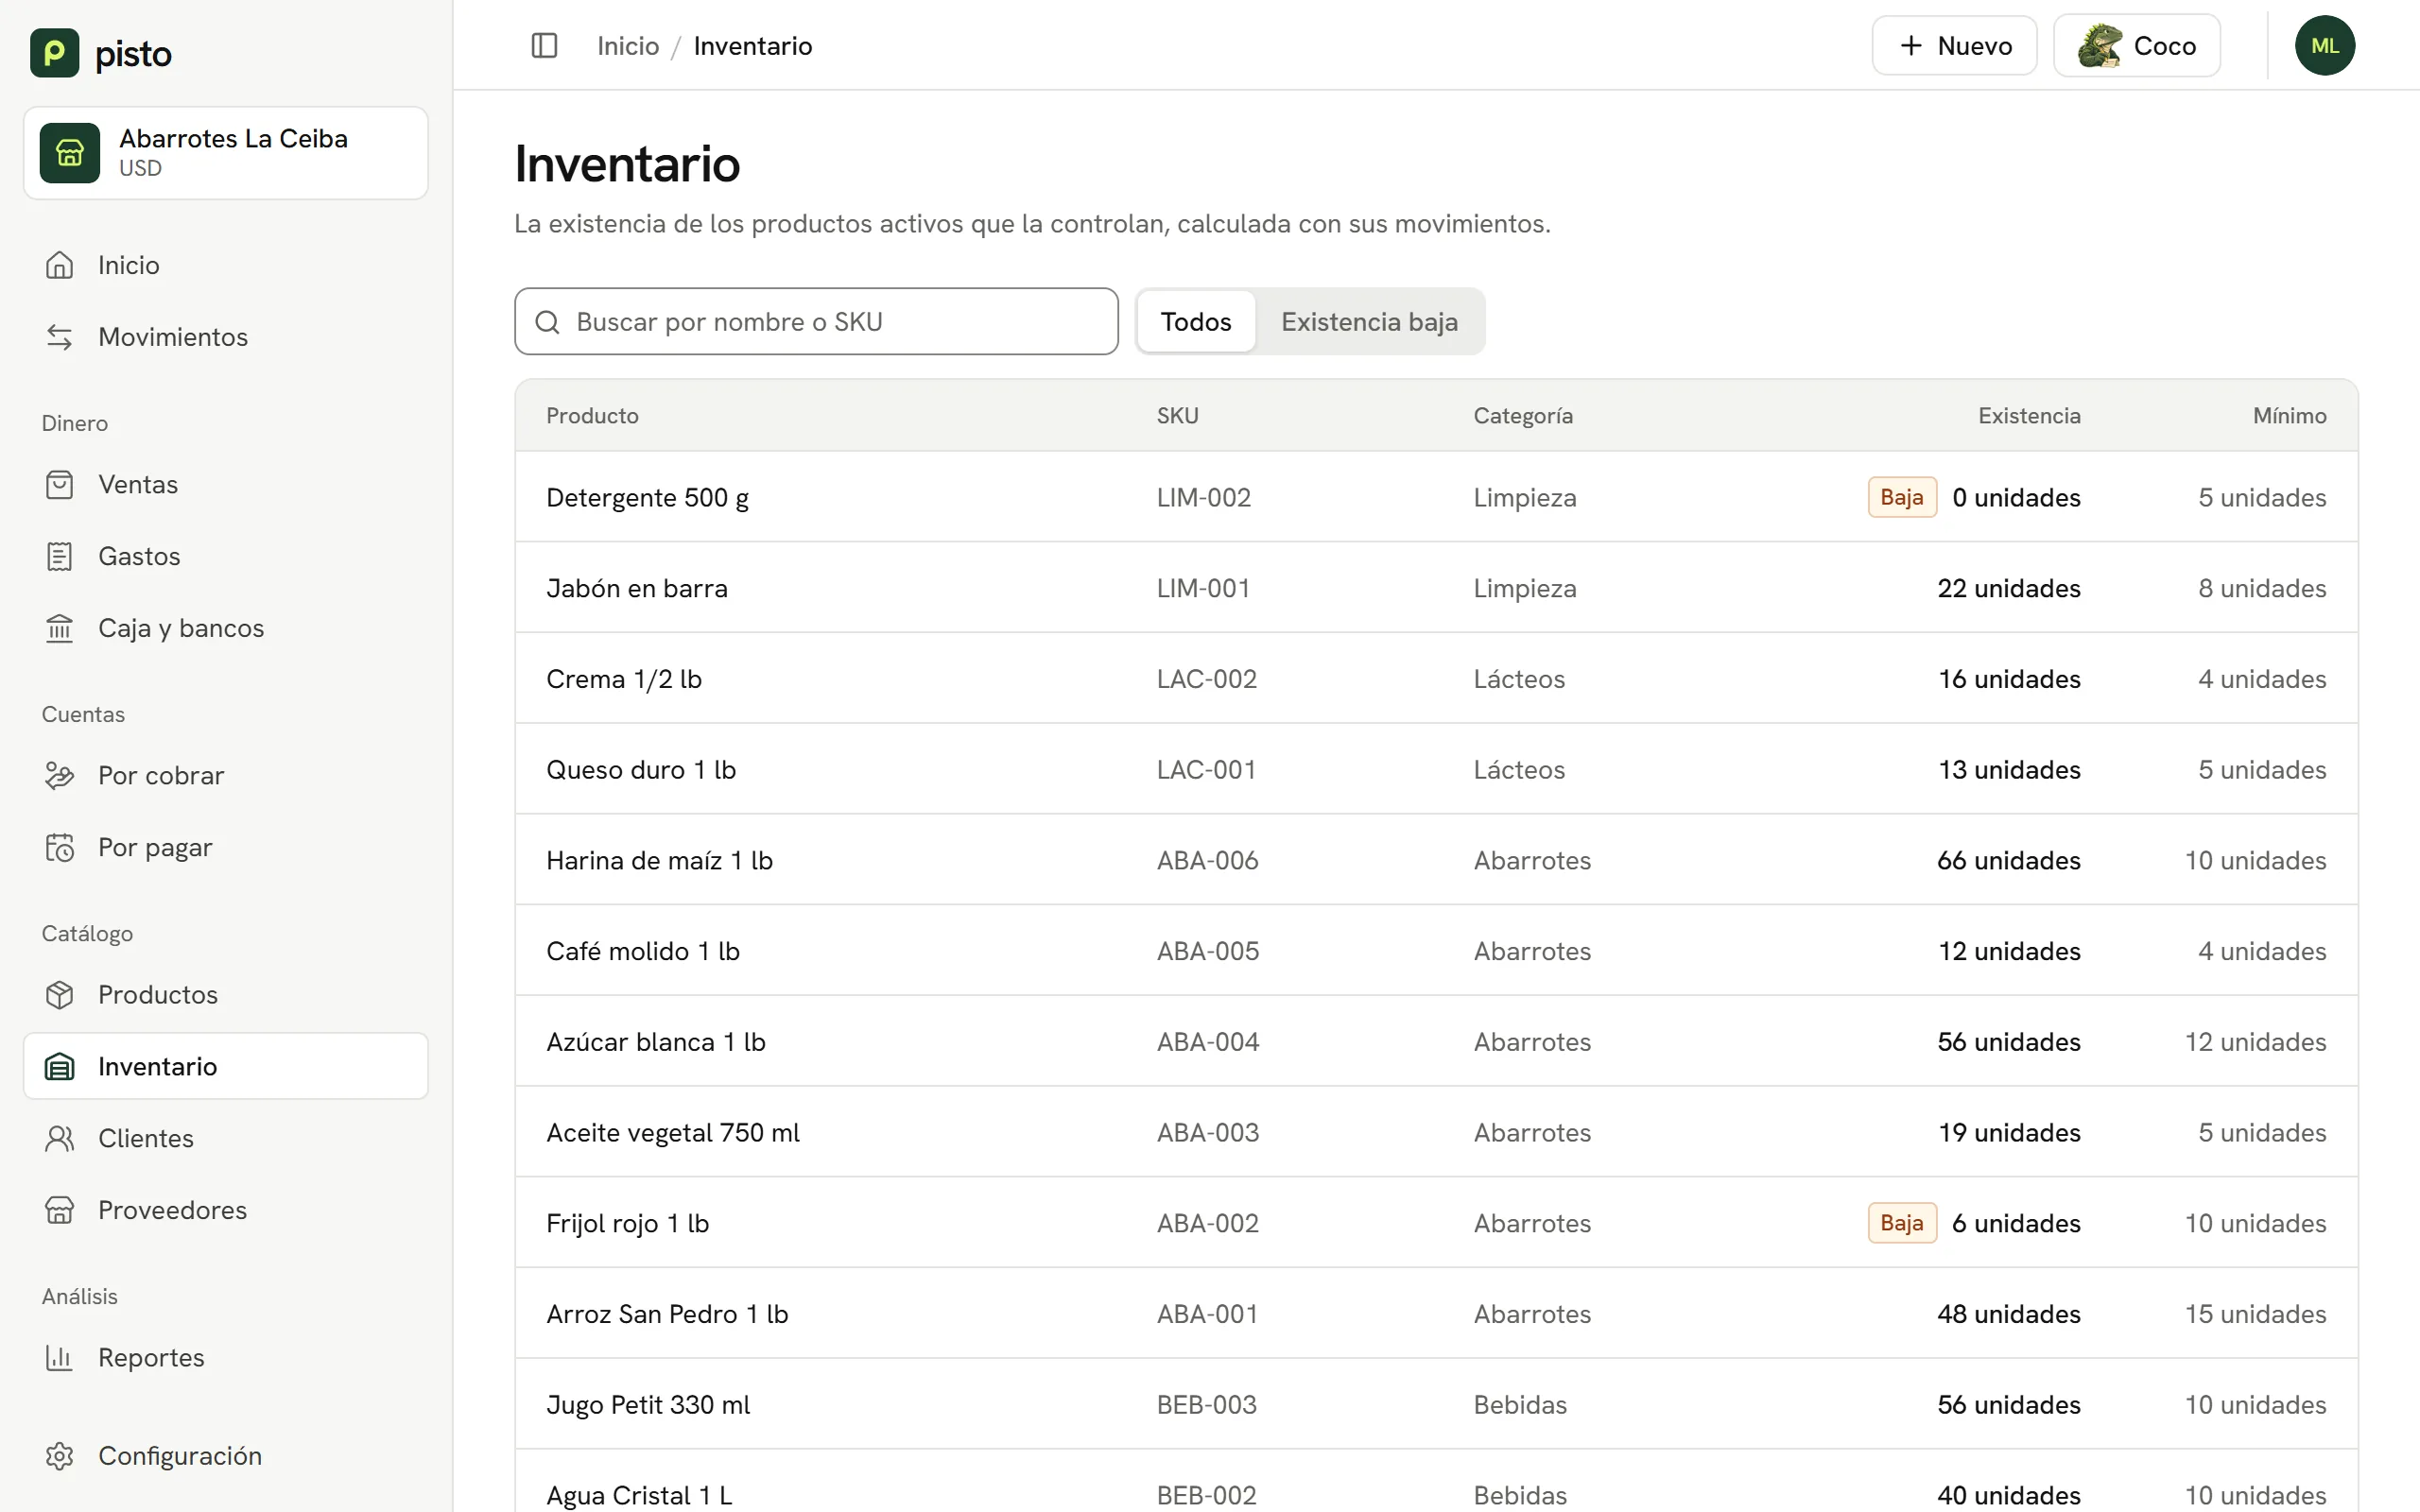 pisto
Abarrotes La Ceiba
USD
Inicio
Movimientos
Dinero
Ventas
Gastos
Caja y bancos
Cuentas
Por cobrar
Por pagar
Catálogo
Productos
Inventario
Clientes
Proveedores
Análisis
Reportes
Configuración
Inicio / Inventario
Nuevo
Coco
ML
Inventario
La existencia de los productos activos que la controlan, calculada con sus movimientos.
Buscar por nombre o SKU
Todos
Existencia baja
Producto SKU Categoría Existencia Mínimo
Detergente 500 g LIM-002 Limpieza Baja 0 unidades 5 unidades
Jabón en barra LIM-001 Limpieza 22 unidades 8 unidades
Crema 1/2 lb LAC-002 Lácteos 16 unidades 4 unidades
Queso duro 1 lb LAC-001 Lácteos 13 unidades 5 unidades
Harina de maíz 1 lb ABA-006 Abarrotes 66 unidades 10 unidades
Café molido 1 lb ABA-005 Abarrotes 12 unidades 4 unidades
Azúcar blanca 1 lb ABA-004 Abarrotes 56 unidades 12 unidades
Aceite vegetal 750 ml ABA-003 Abarrotes 19 unidades 5 unidades
Frijol rojo 1 lb ABA-002 Abarrotes Baja 6 unidades 10 unidades
Arroz San Pedro 1 lb ABA-001 Abarrotes 48 unidades 15 unidades
Jugo Petit 330 ml BEB-003 Bebidas 56 unidades 10 unidades
Agua Cristal 1 L BEB-002 Bebidas 40 unidades 10 unidades